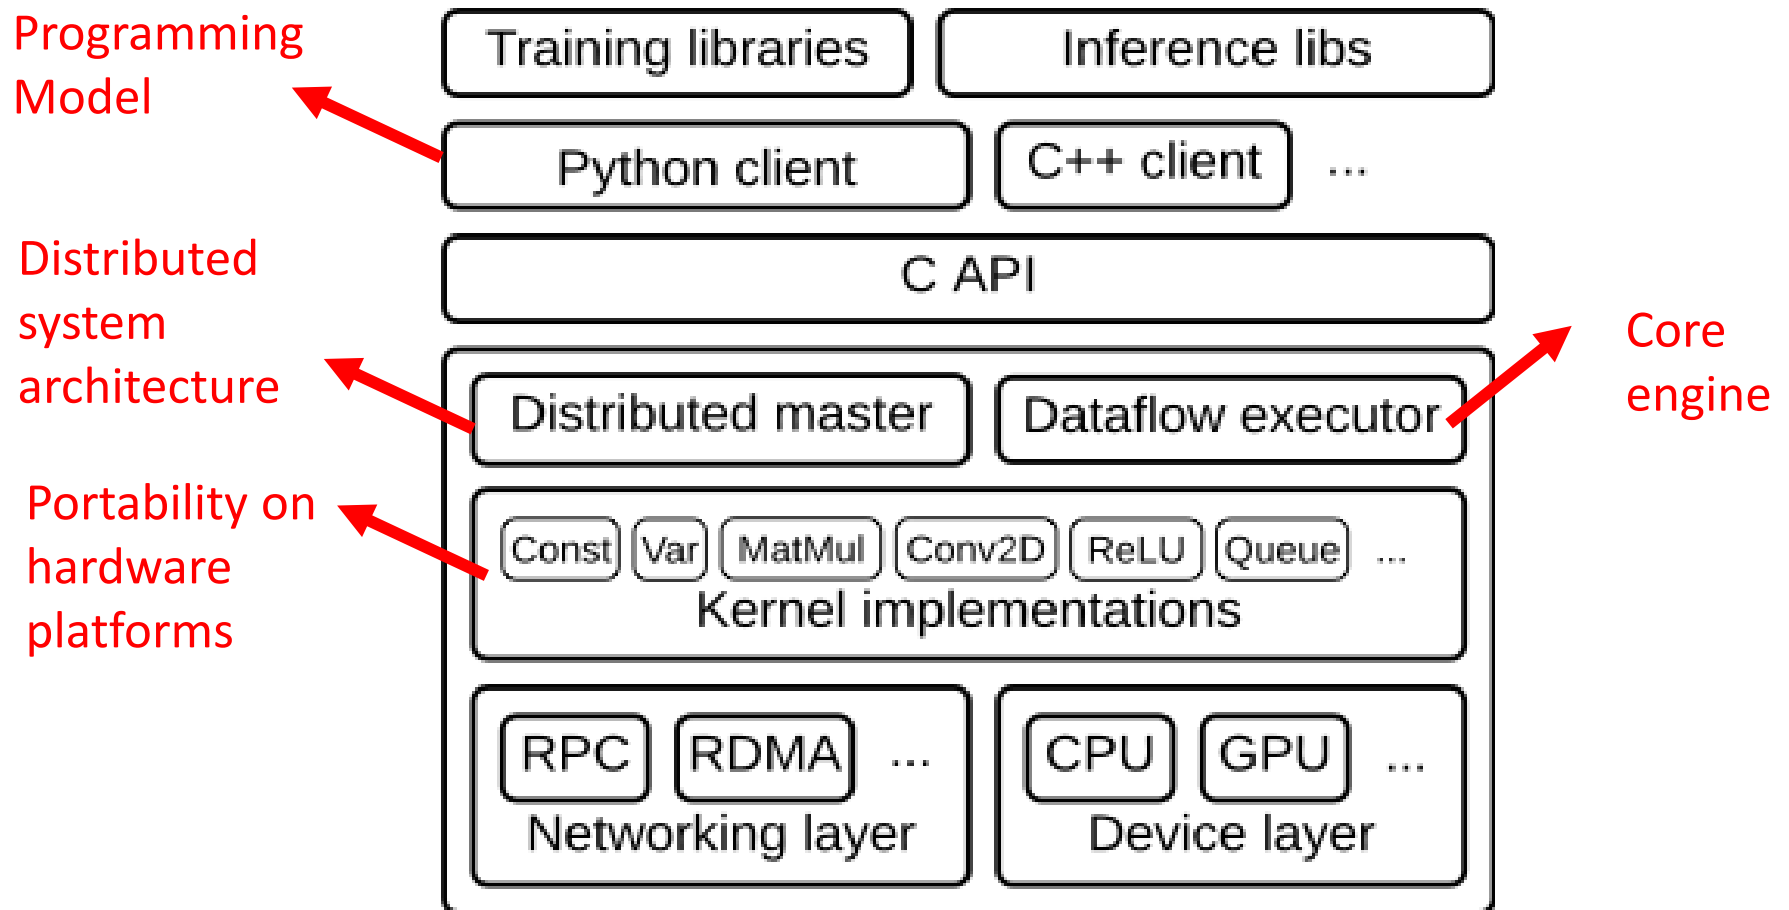 Programming
Model
Training libraries
Inference libs
Python client
C++ client
...
Distributed
system
architecture
C API
Core
engine
Distributed master
Dataflow executor
Portability on
hardware
platforms
Const
Var
MatMul
Conv2D
ReLU
Queue
...
Kernel implementations
RPC
RDMA
...
Networking layer
CPU
GPU
...
Device layer